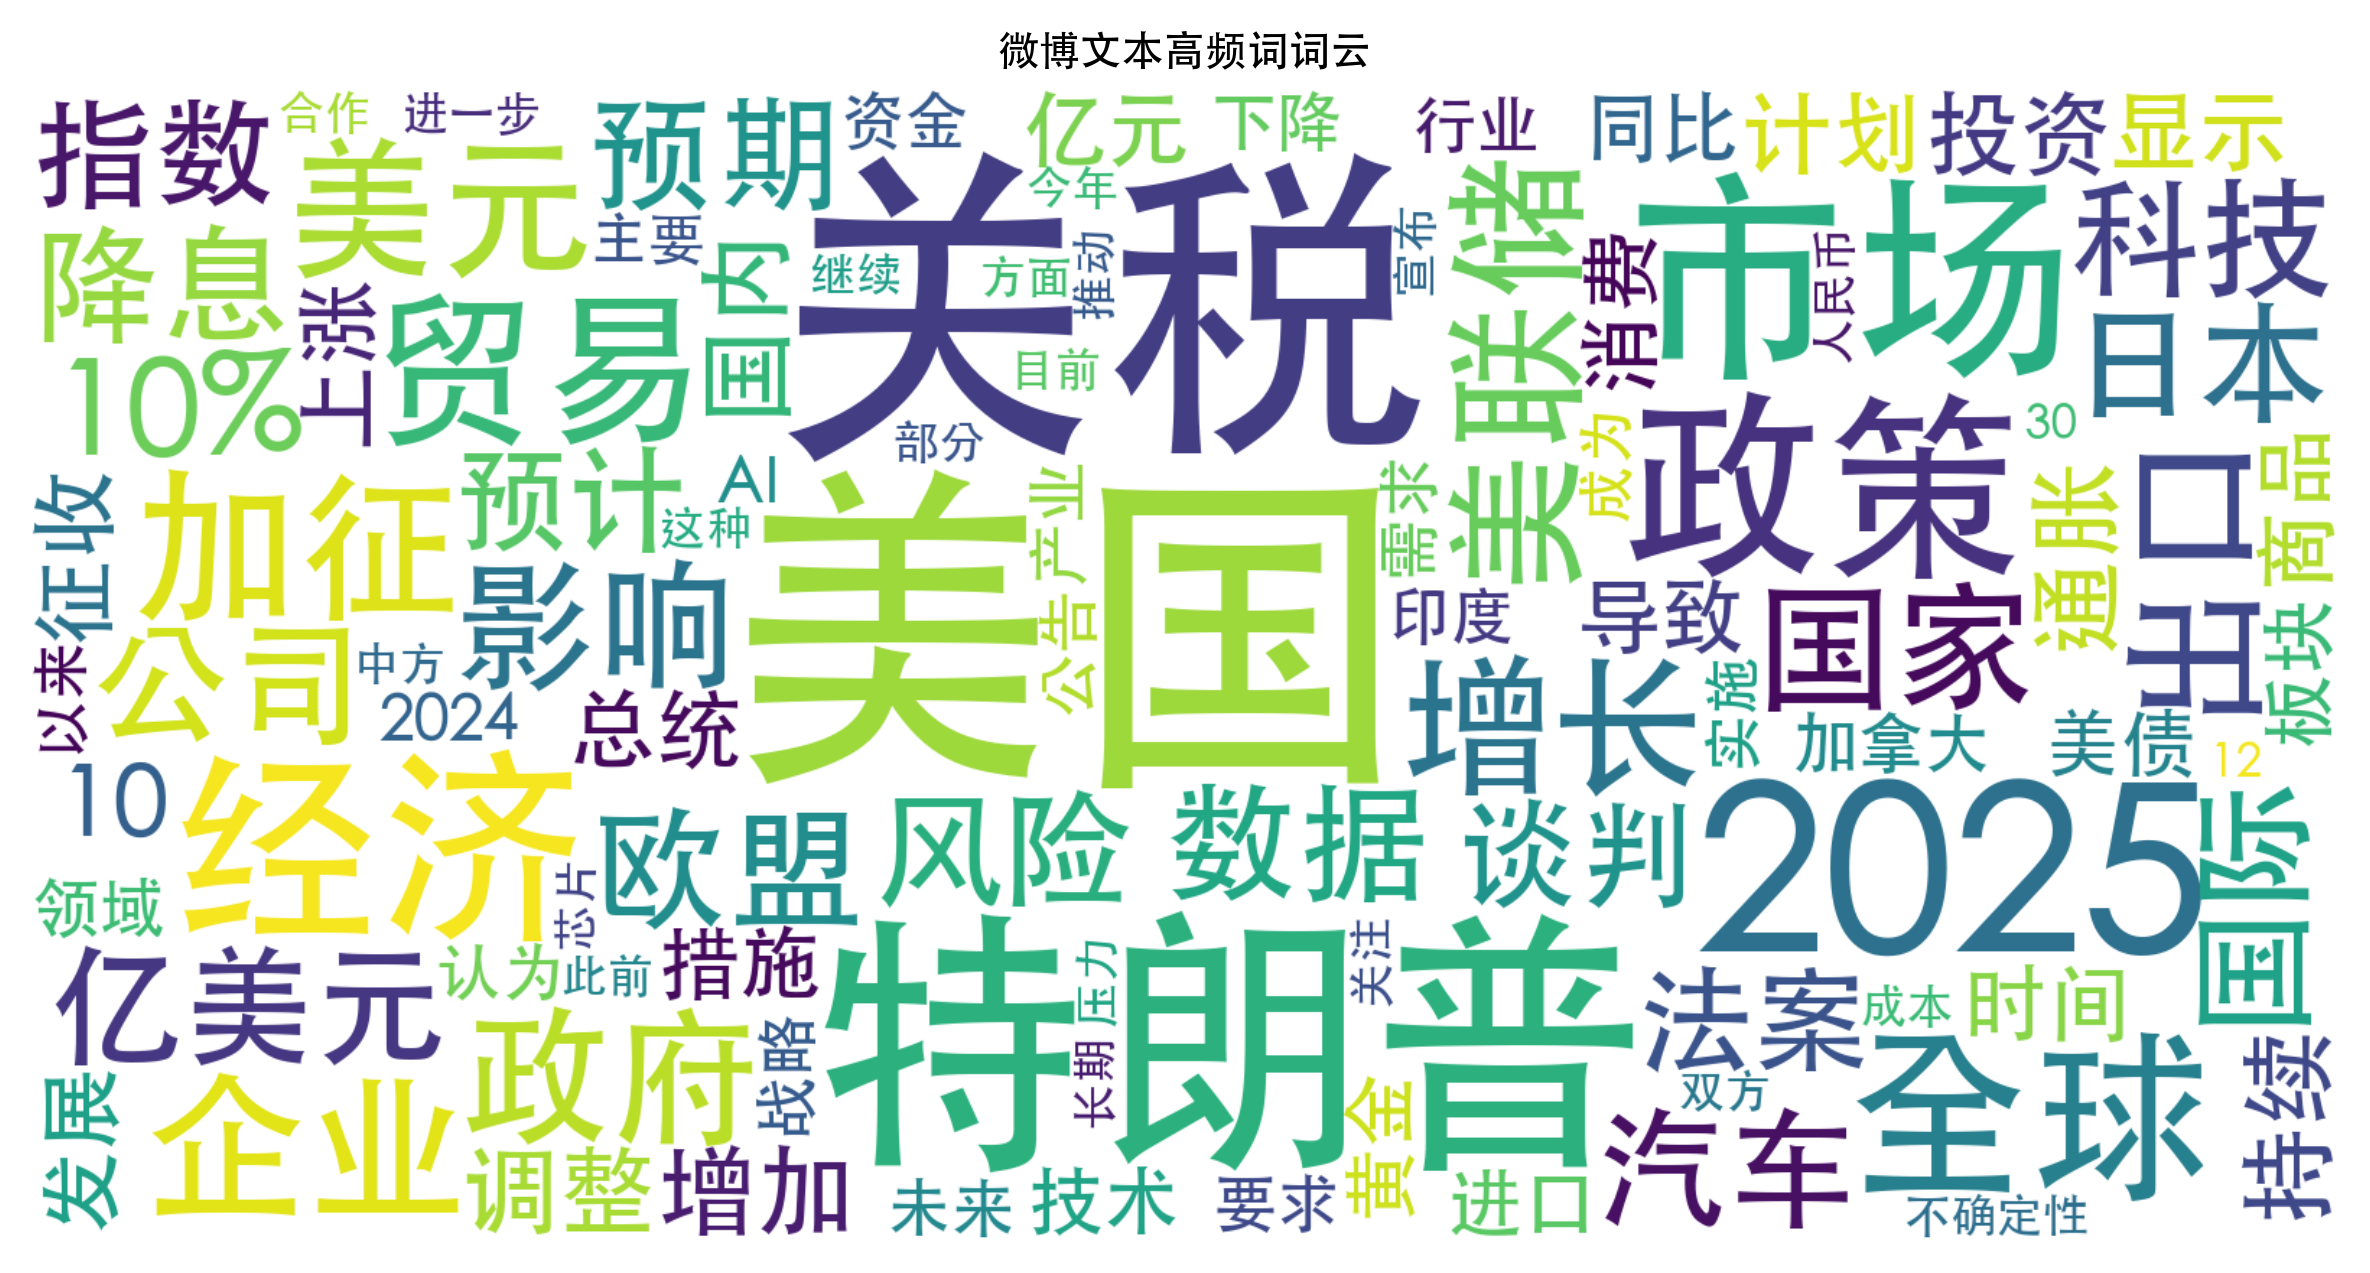 微博文本高频词词云
指数
合作
进一步
预期
资金
亿元
下降
行业
同比
计划
投资
显示
美元
关税
今年
美联储
市场
科技
降息
主要
国内
继续
方面
推动
宣布
消费
人民币
上涨
贸易
日本
10%
目前
部分
政策
30
成为
征收
加征
预计
AI
这种
美国
产业
需求
通胀
出口
商品
影响
公告
印度
导致
国家
板块
以来
公司
中方
2024
总统
增长
实施
加拿大
美债
12
10
经济
欧盟
风险
数据
谈判
2025
国际
领域
芯片
亿美元
认为
此前
措施
特朗普
压力
关注
法案
成本
时间
发展
企业
政府
战略
长期
黄金
双方
全球
持续
调整
增加
未来
技术
要求
进口
汽车
不确定性